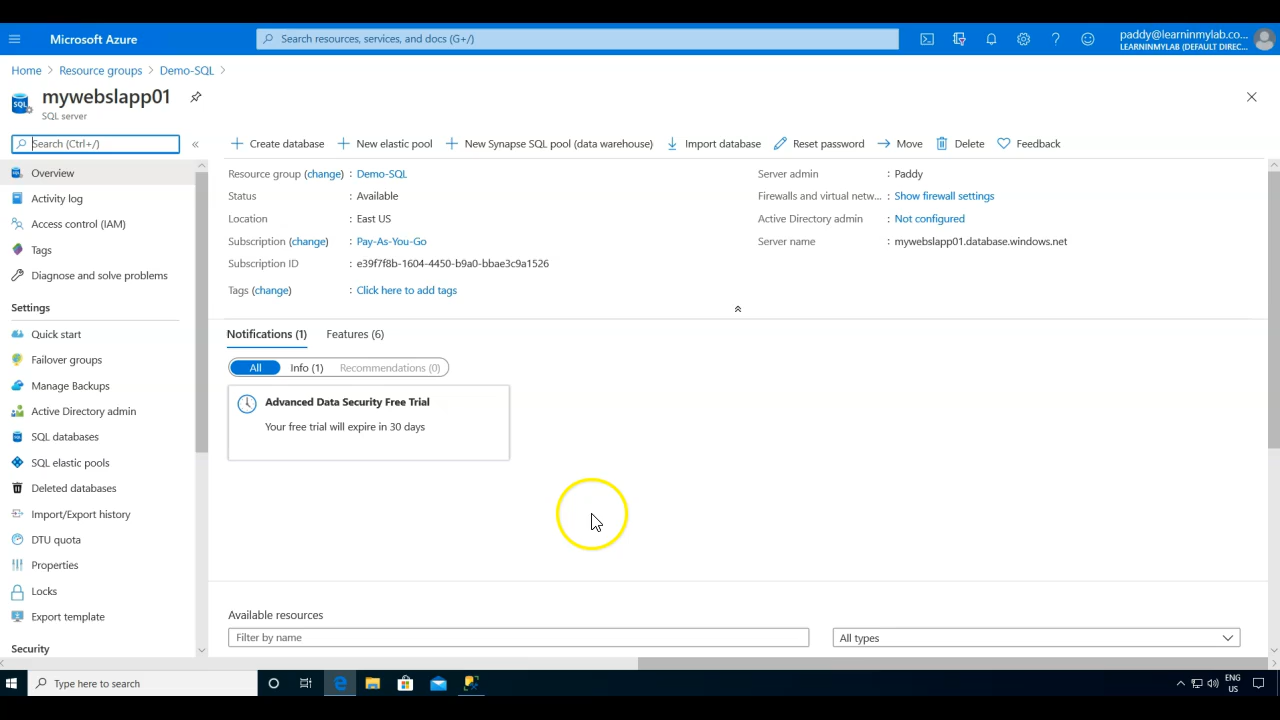 Microsoft Azure
Search resources, services, and docs (G+/)
paddy@learninmylab.co...
LEARNINMYLAB (DEFAULT DIREC...
Home > Resource groups > Demo-SQL >
SQL
mywebslapp01
SQL server
Search (Ctrl+/)
«
Create database
New elastic pool
New Synapse SQL pool (data warehouse)
Import database
Reset password
Move
Delete
Feedback
Overview
Activity log
Access control (IAM)
Tags
Diagnose and solve problems
Settings
Quick start
Failover groups
Manage Backups
Active Directory admin
SQL databases
SQL elastic pools
Deleted databases
Import/Export history
DTU quota
Properties
Locks
Export template
Security
Resource group (change) : Demo-SQL
Status : Available
Location : East US
Subscription (change) : Pay-As-You-Go
Subscription ID : e39f7f8b-1604-4450-b9a0-bbae3c9a1526
Tags (change) : Click here to add tags
Server admin : Paddy
Firewalls and virtual netw... : Show firewall settings
Active Directory admin : Not configured
Server name : mywebslapp01.database.windows.net
Notifications (1)
Features (6)
All
Info (1)
Recommendations (0)
Advanced Data Security Free Trial
Your free trial will expire in 30 days
Available resources
Filter by name
All types
Type here to search
ENG
US